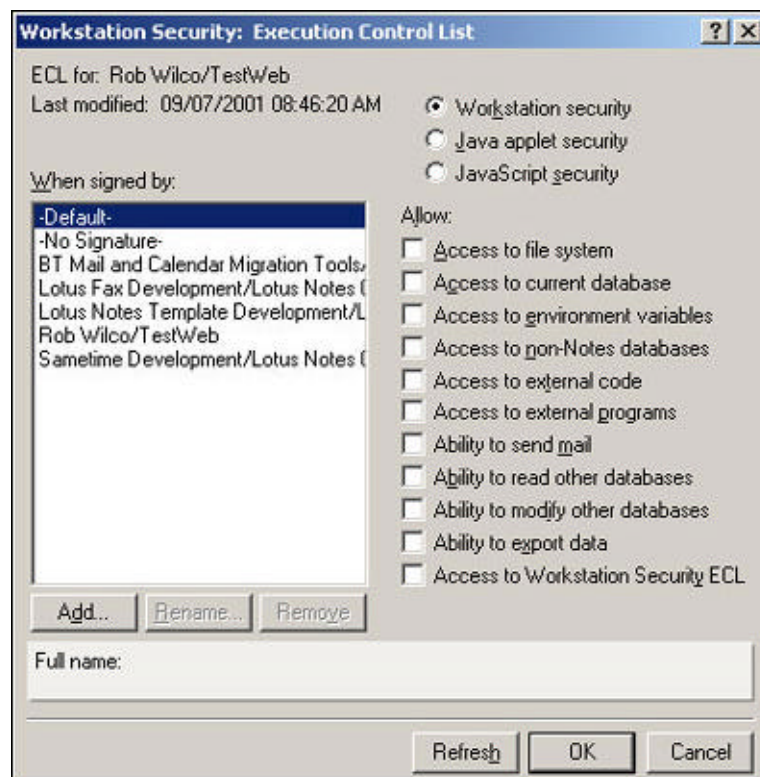 Workstation Security: Execution Control List
ECL for: Rob Wilco/TestWeb
Last modified: 09/07/2001 08:46:20 AM
Workstation security
Java applet security
JavaScript security
When signed by:
-Default-
-No Signature-
BT Mail and Calendar Migration Tools/
Lotus Fax Development/Lotus Notes (
Lotus Notes Template Development/L
Rob Wilco/TestWeb
Sametime Development/Lotus Notes (
Allow:
Access to file system
Access to current database
Access to environment variables
Access to non-Notes databases
Access to external code
Access to external programs
Ability to send mail
Ability to read other databases
Ability to modify other databases
Ability to export data
Access to Workstation Security ECL
Add... Rename... Remove
Full name:
Refresh OK Cancel